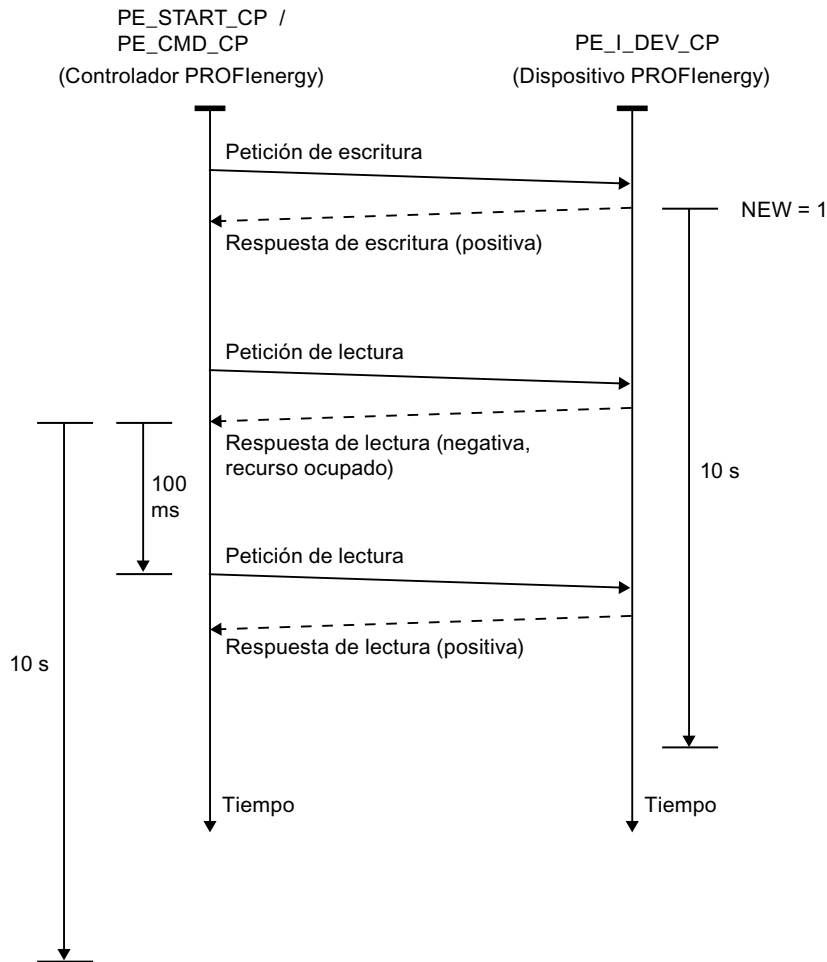 PE_START_CP /
PE_CMD_CP
(Controlador PROFIenergy)
PE_I_DEV_CP
(Dispositivo PROFIenergy)
Petición de escritura
NEW = 1
Respuesta de escritura (positiva)
Petición de lectura
Respuesta de lectura (negativa,
recurso ocupado)
100
ms
10 s
Petición de lectura
Respuesta de lectura (positiva)
10 s
Tiempo
Tiempo